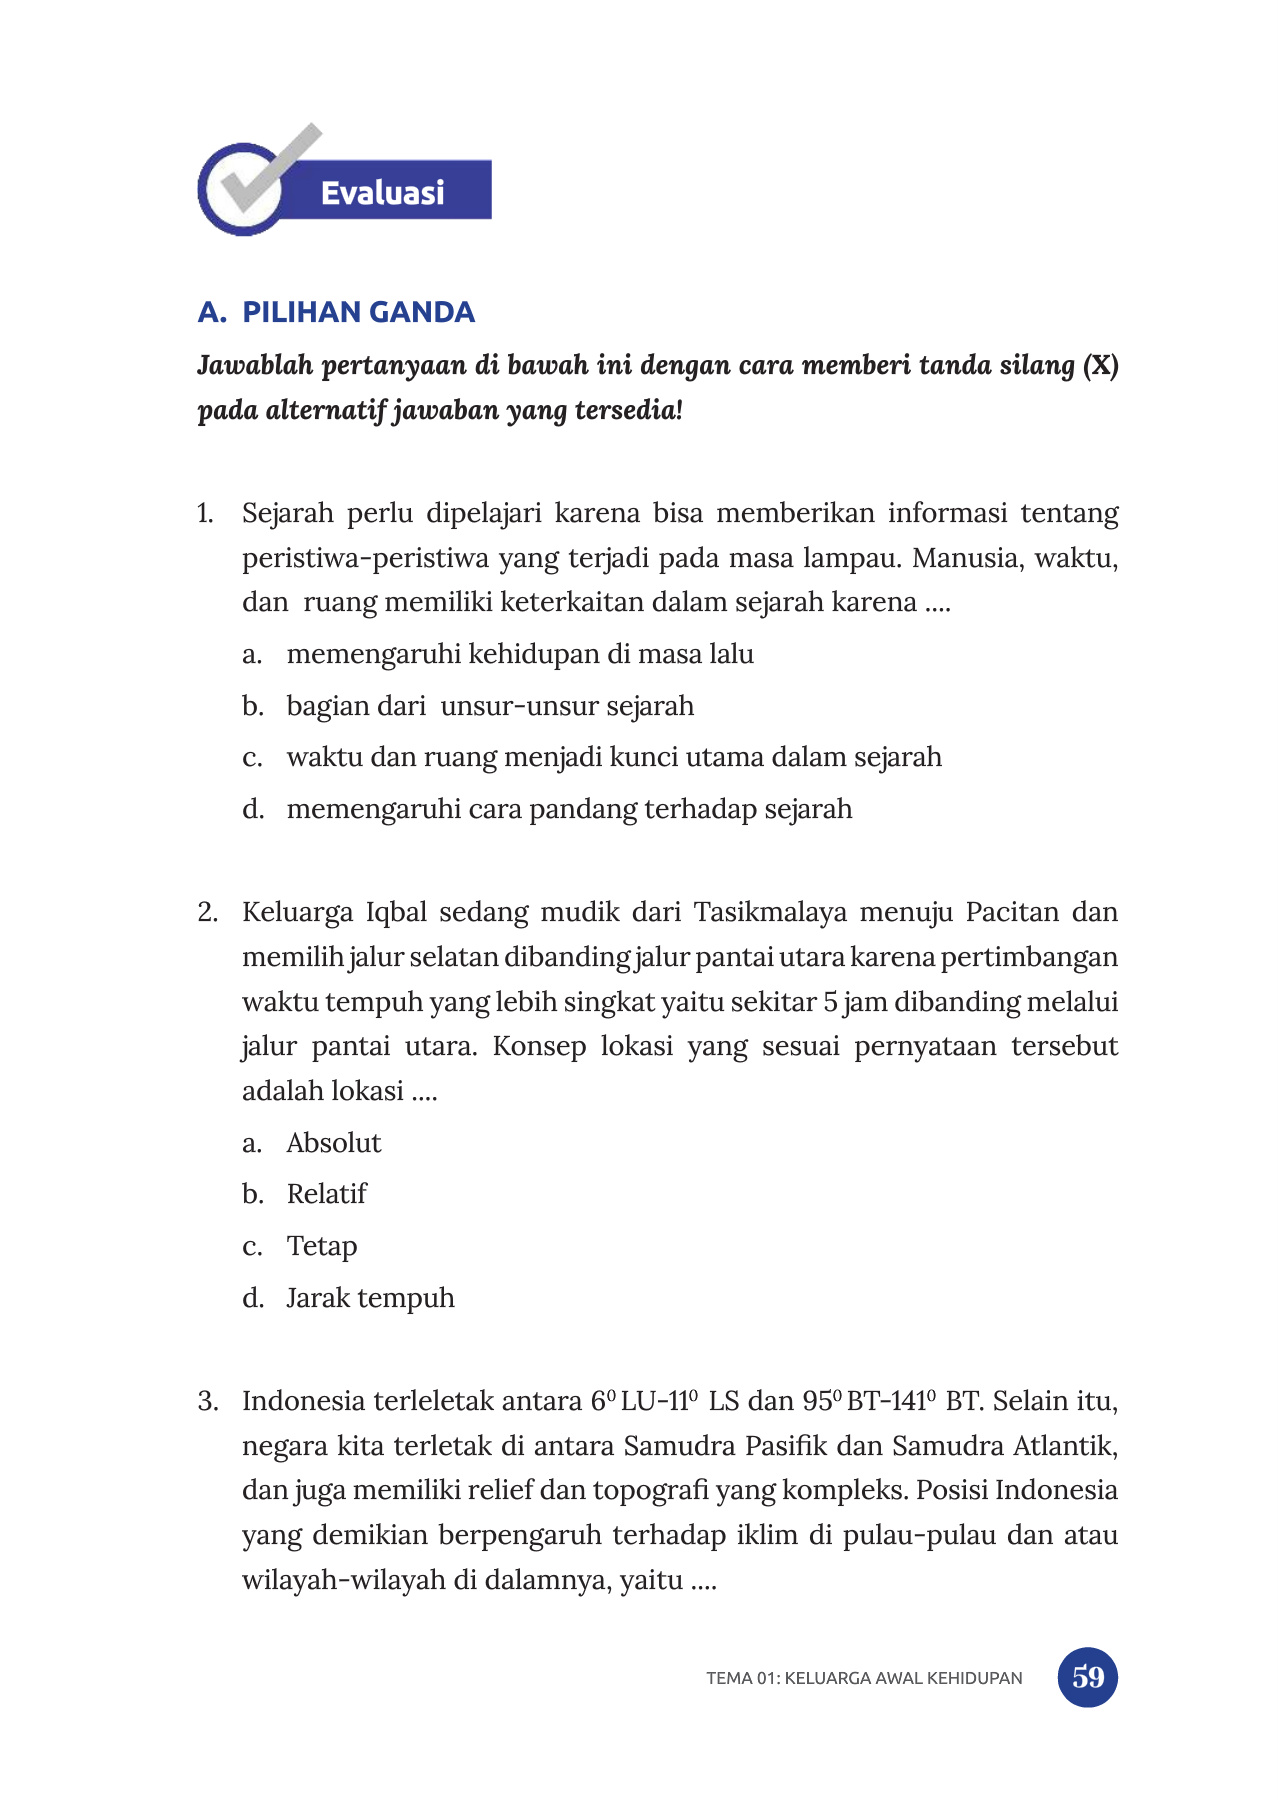 Evaluasi
A. PILIHAN GANDA
Jawablah pertanyaan di bawah ini dengan cara memberi tanda silang (X)
pada alternatif jawaban yang tersedia!
1. Sejarah perlu dipelajari karena bisa memberikan informasi tentang
peristiwa-peristiwa yang terjadi pada masa lampau. Manusia, waktu,
dan ruang memiliki keterkaitan dalam sejarah karena ....
a. memengaruhi kehidupan di masa lalu
b. bagian dari unsur-unsur sejarah
c. waktu dan ruang menjadi kunci utama dalam sejarah
d. memengaruhi cara pandang terhadap sejarah
2. Keluarga Iqbal sedang mudik dari Tasikmalaya menuju Pacitan dan
memilih jalur selatan dibanding jalur pantai utara karena pertimbangan
waktu tempuh yang lebih singkat yaitu sekitar 5 jam dibanding melalui
jalur pantai utara. Konsep lokasi yang sesuai pernyataan tersebut
adalah lokasi ....
a. Absolut
b. Relatif
c. Tetap
d. Jarak tempuh
3. Indonesia terleletak antara 6⁰ LU-11⁰ LS dan 95⁰ BT-141⁰ BT. Selain itu,
negara kita terletak di antara Samudra Pasifik dan Samudra Atlantik,
dan juga memiliki relief dan topografi yang kompleks. Posisi Indonesia
yang demikian berpengaruh terhadap iklim di pulau-pulau dan atau
wilayah-wilayah di dalamnya, yaitu ....
TEMA 01: KELUARGA AWAL KEHIDUPAN 59